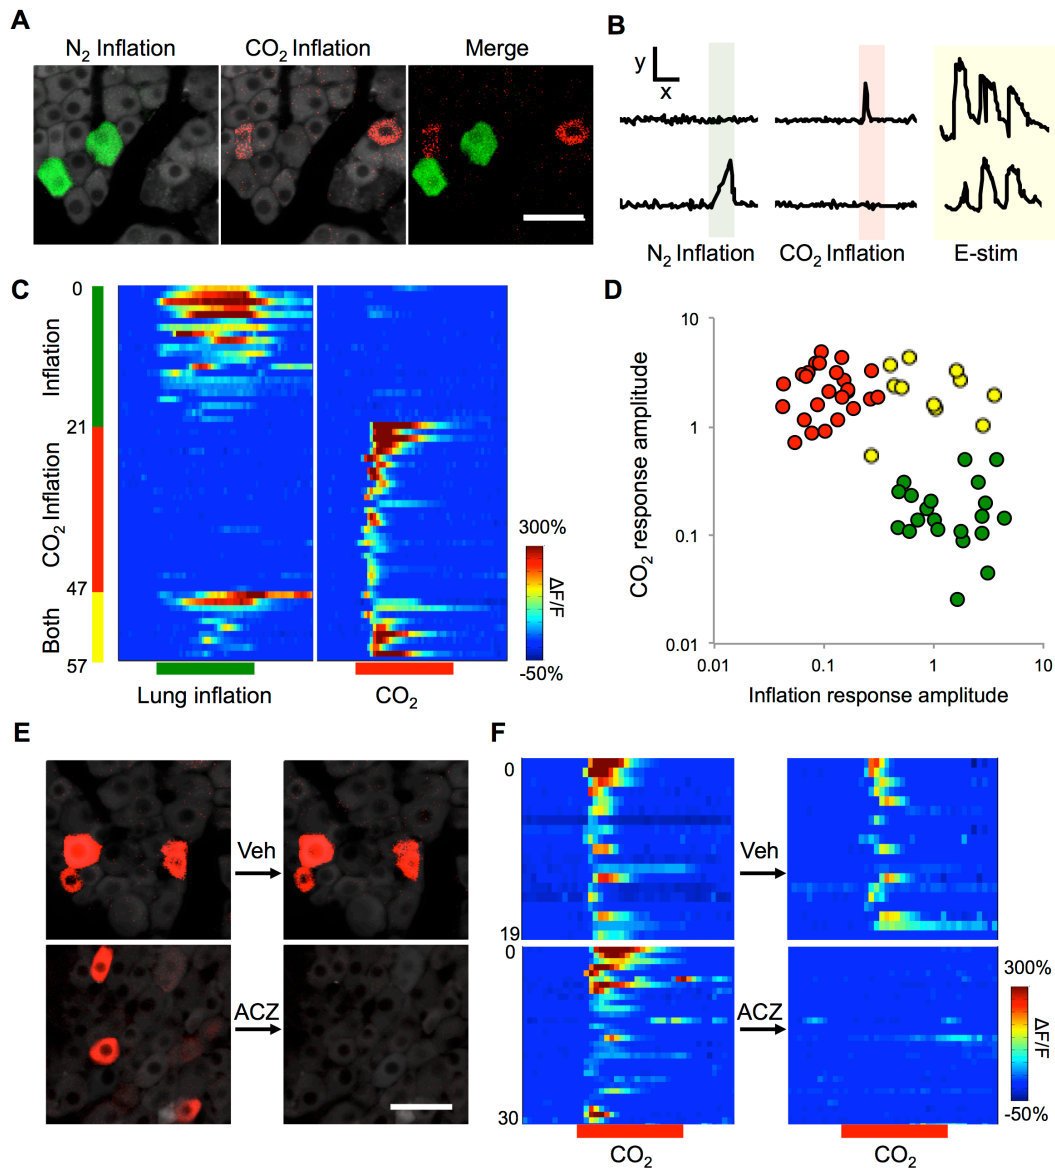 A
N2 Inflation
CO2 Inflation
Merge
B
y
x
N2 Inflation
CO2 Inflation
E-stim
C
0
Inflation
21
CO2 Inflation
47
Both
57
Lung inflation
CO2
300%
ΔF/F
-50%
D
10
1
0.1
0.01
CO2 response amplitude
0.01
0.1
1
10
Inflation response amplitude
E
Veh
ACZ
F
0
19
Veh
0
30
ACZ
CO2
CO2
300%
ΔF/F
-50%